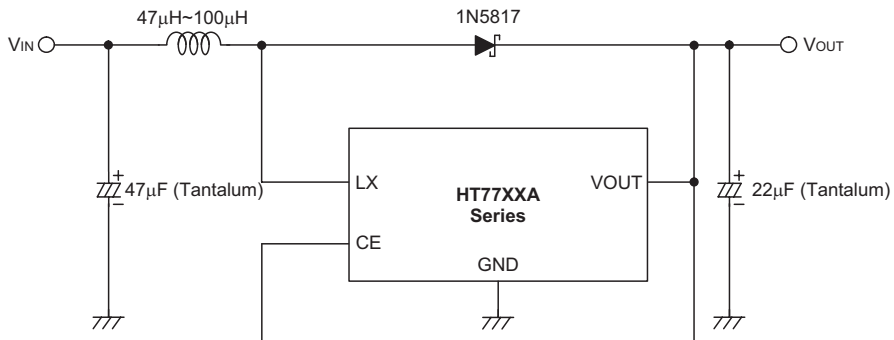 47μH~100μH
1N5817
VIN
VOUT
47μF (Tantalum)
LX
HT77XXA
Series
VOUT
22μF (Tantalum)
CE
GND